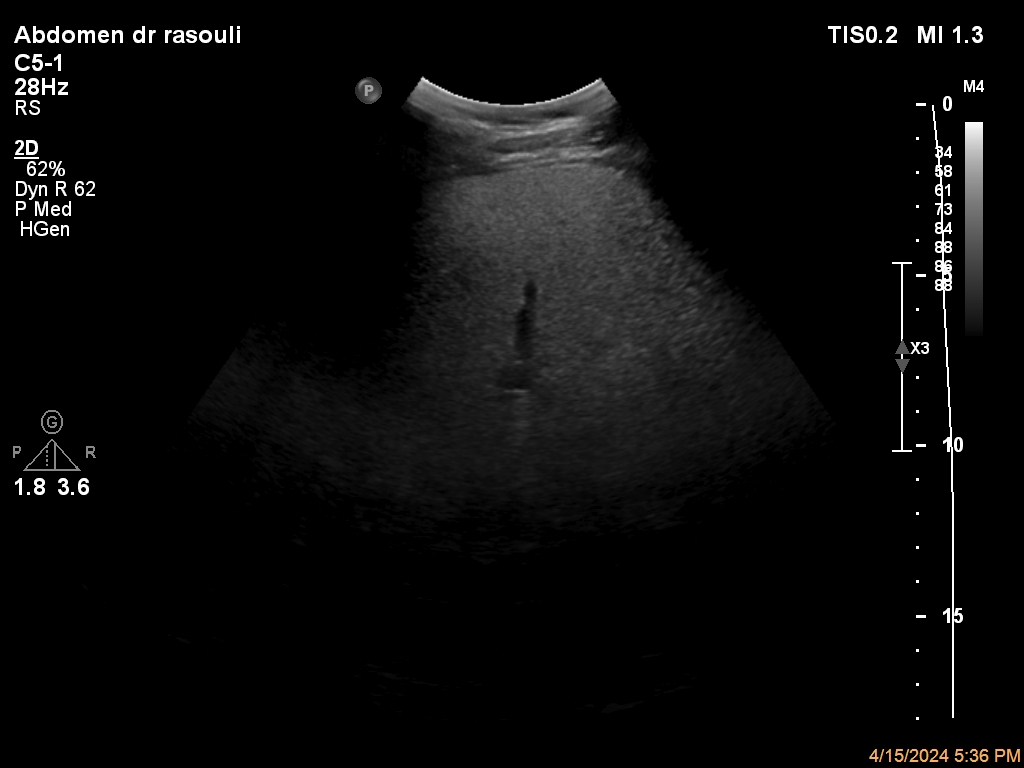 Abdomen dr rasouli
TIS0.2 MI 1.3
C5-1
28Hz
RS
P
M4
2D
62%
Dyn R 62
P Med
HGen
0
34
58
61
73
84
88
86
5
88
X3
10
15
G
P R
1.8 3.6
4/15/2024 5:36 PM